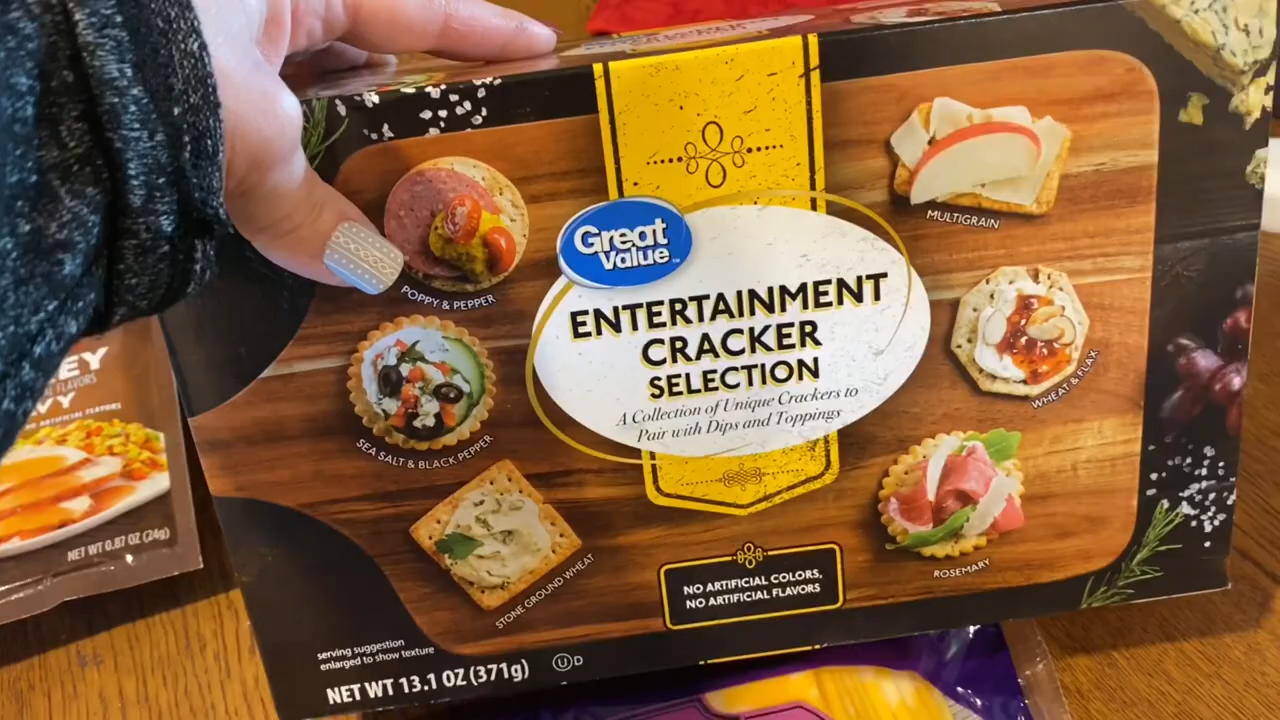 Great
Value
ENTERTAINMENT
CRACKER
SELECTION
A Collection of Unique Crackers to
Pair with Dips and Toppings
POPPY & PEPPER
SEA SALT & BLACK PEPPER
STONE GROUND WHEAT
MULTIGRAIN
WHEAT & FLAX
ROSEMARY
NO ARTIFICIAL COLORS,
NO ARTIFICIAL FLAVORS
serving suggestion
enlarged to show texture
NET WT 13.1 OZ (371g)
U D
EY
FLAVORS
VY
ARTIFICIAL FLAVORS
NET WT 0.87 OZ (24g)